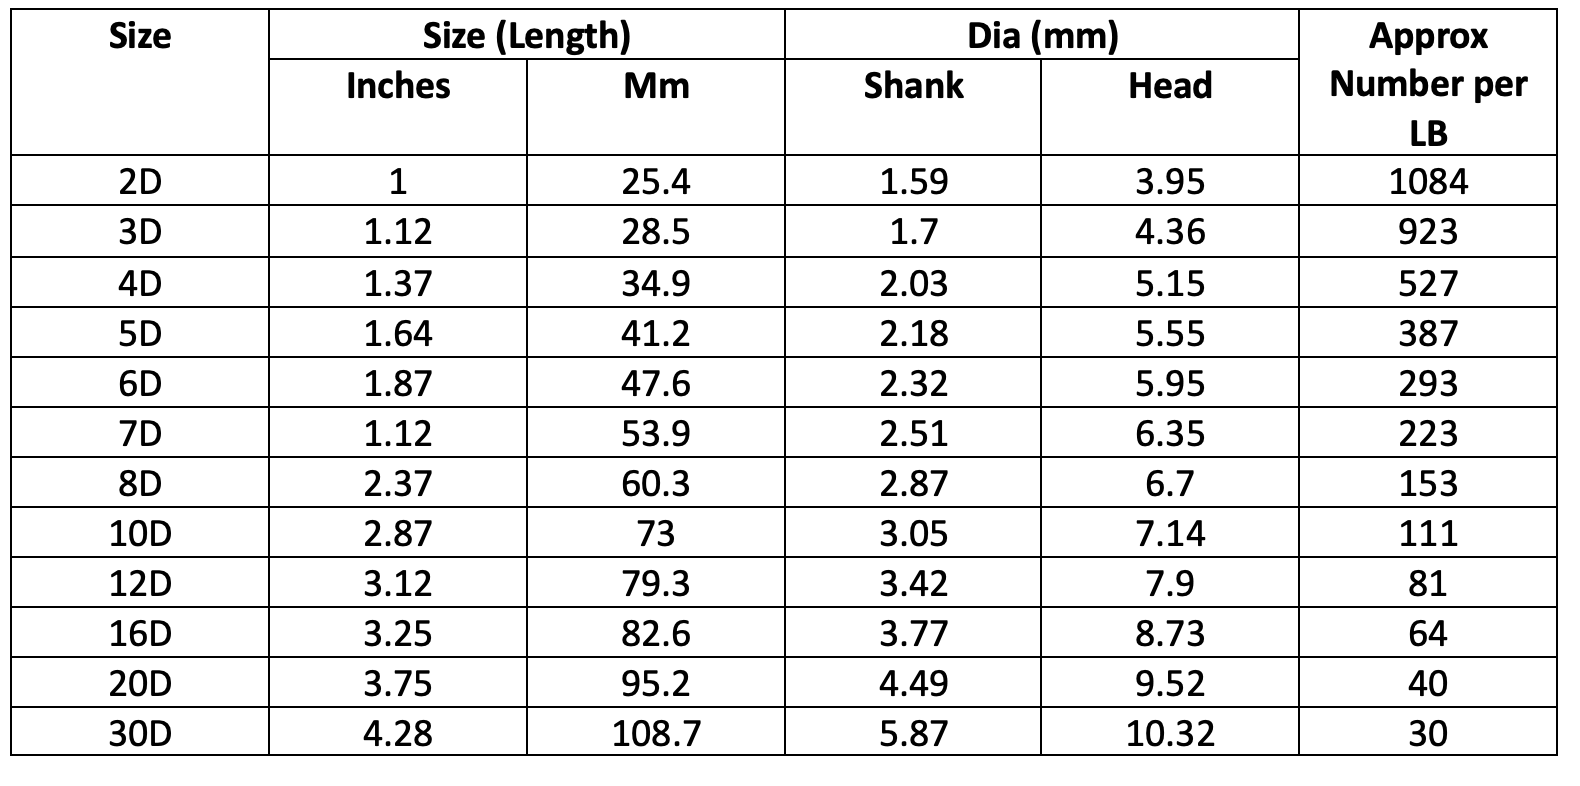 Size Size (Length) Dia (mm) Approx Number per LB
Inches Mm Shank Head
2D 1 25.4 1.59 3.95 1084
3D 1.12 28.5 1.7 4.36 923
4D 1.37 34.9 2.03 5.15 527
5D 1.64 41.2 2.18 5.55 387
6D 1.87 47.6 2.32 5.95 293
7D 1.12 53.9 2.51 6.35 223
8D 2.37 60.3 2.87 6.7 153
10D 2.87 73 3.05 7.14 111
12D 3.12 79.3 3.42 7.9 81
16D 3.25 82.6 3.77 8.73 64
20D 3.75 95.2 4.49 9.52 40
30D 4.28 108.7 5.87 10.32 30